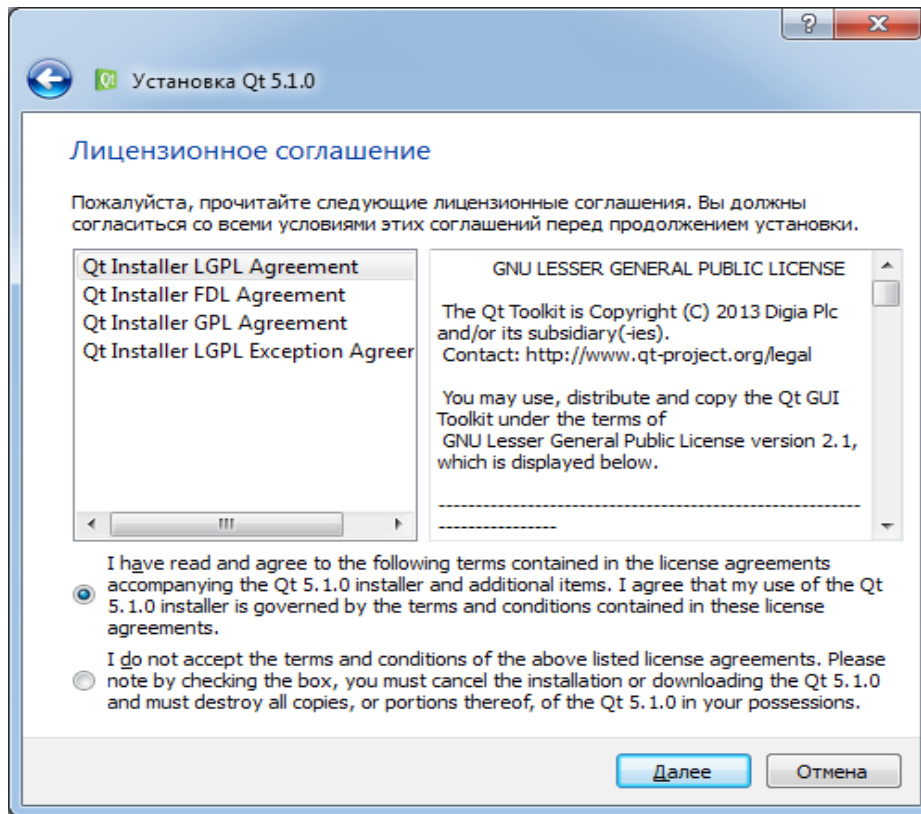 Установка Qt 5.1.0
Лицензионное соглашение
Пожалуйста, прочитайте следующие лицензионные соглашения. Вы должны
согласиться со всеми условиями этих соглашений перед продолжением установки.
Qt Installer LGPL Agreement
Qt Installer FDL Agreement
Qt Installer GPL Agreement
Qt Installer LGPL Exception Agreer
GNU LESSER GENERAL PUBLIC LICENSE
The Qt Toolkit is Copyright (C) 2013 Digia Plc
and/or its subsidiary(-ies).
Contact: http://www.qt-project.org/legal
You may use, distribute and copy the Qt GUI
Toolkit under the terms of
GNU Lesser General Public License version 2.1,
which is displayed below.
-------------------------------------------------------------
-----------------
I have read and agree to the following terms contained in the license agreements
accompanying the Qt 5.1.0 installer and additional items. I agree that my use of the Qt
5.1.0 installer is governed by the terms and conditions contained in these license
agreements.
I do not accept the terms and conditions of the above listed license agreements. Please
note by checking the box, you must cancel the installation or downloading the Qt 5.1.0
and must destroy all copies, or portions thereof, of the Qt 5.1.0 in your possessions.
Далее
Отмена